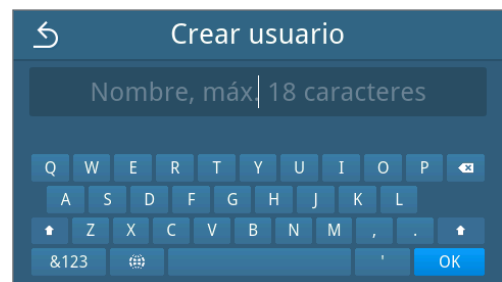 Crear usuario
Nombre, máx. 18 caracteres
Q W E R T Y U I O P
A S D F G H J K L
Z X C V B N M , .
&123 ' OK